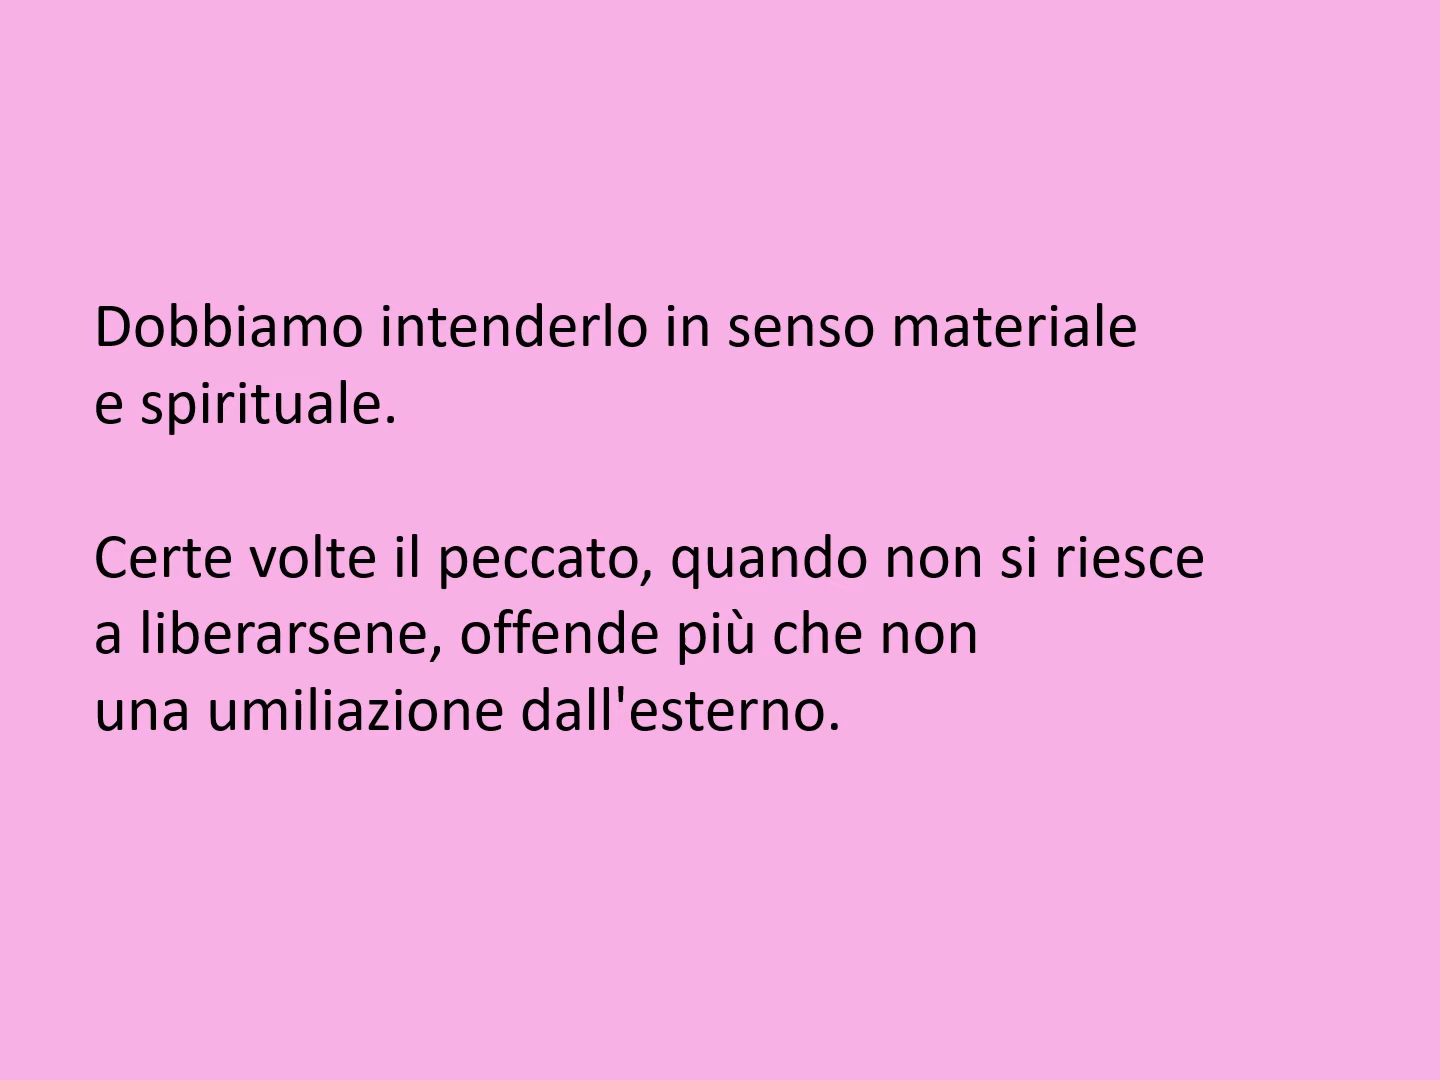 Dobbiamo intenderlo in senso materiale
e spirituale.
Certe volte il peccato, quando non si riesce
a liberarsene, offende più che non
una umiliazione dall'esterno.